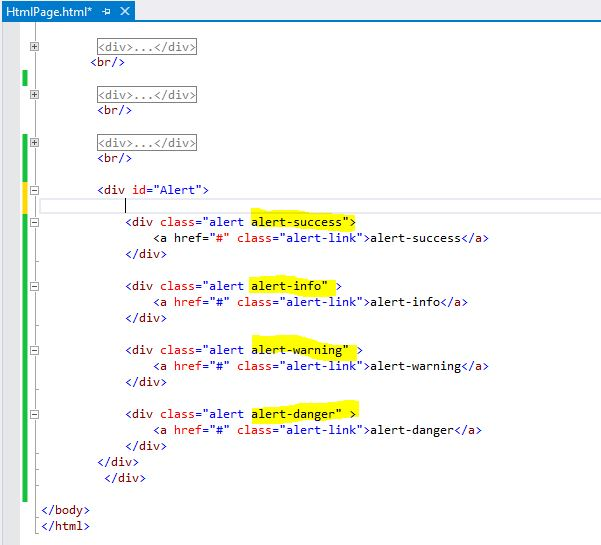 HtmlPage.html*
<div>...</div>
<br/>
<div>...</div>
<br/>
<div>...</div>
<br/>
<div id="Alert">
<div class="alert alert-success">
<a href="#" class="alert-link">alert-success</a>
</div>
<div class="alert alert-info" >
<a href="#" class="alert-link">alert-info</a>
</div>
<div class="alert alert-warning" >
<a href="#" class="alert-link">alert-warning</a>
</div>
<div class="alert alert-danger" >
<a href="#" class="alert-link">alert-danger</a>
</div>
</div>
</div>
</body>
</html>